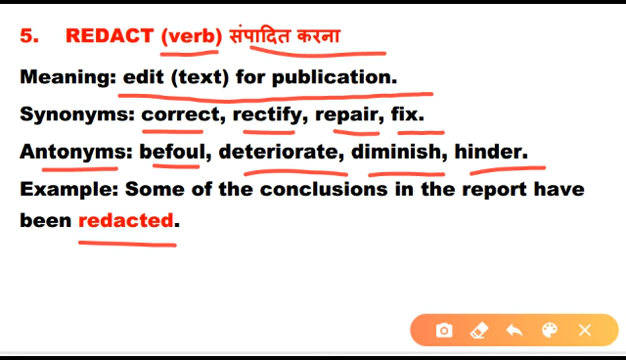 5. REDACT (verb) संपादित करना
Meaning: edit (text) for publication.
Synonyms: correct, rectify, repair, fix.
Antonyms: befoul, deteriorate, diminish, hinder.
Example: Some of the conclusions in the report have
been redacted.